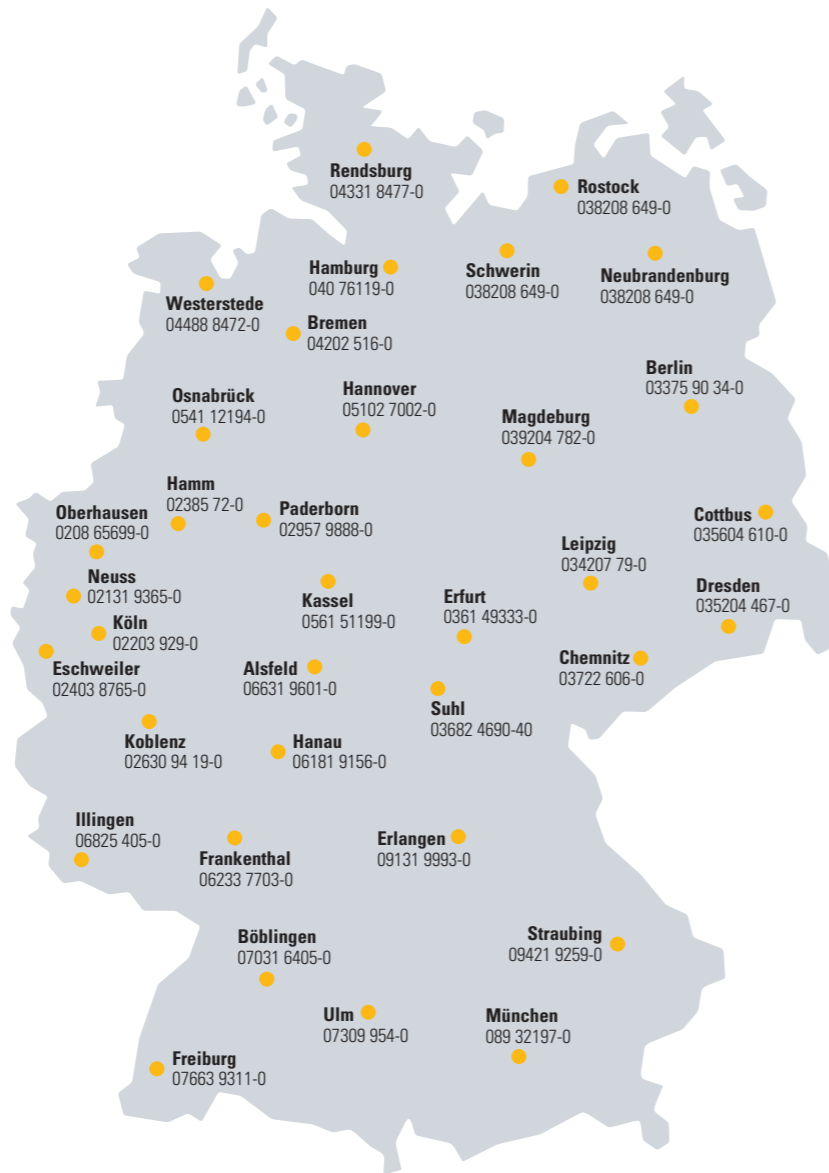 Rendsburg
04331 8477-0
Rostock
038208 649-0
Hamburg
040 76119-0
Schwerin
038208 649-0
Neubrandenburg
038208 649-0
Westerstede
04488 8472-0
Bremen
04202 516-0
Berlin
03375 90 34-0
Osnabrück
0541 12194-0
Hannover
05102 7002-0
Magdeburg
039204 782-0
Hamm
02385 72-0
Oberhausen
0208 65699-0
Paderborn
02957 9888-0
Cottbus
035604 610-0
Leipzig
034207 79-0
Neuss
02131 9365-0
Kassel
0561 51199-0
Erfurt
0361 49333-0
Dresden
035204 467-0
Köln
02203 929-0
Eschweiler
02403 8765-0
Alsfeld
06631 9601-0
Chemnitz
03722 606-0
Suhl
03682 4690-40
Koblenz
02630 94 19-0
Hanau
06181 9156-0
Illingen
06825 405-0
Frankenthal
06233 7703-0
Erlangen
09131 9993-0
Böblingen
07031 6405-0
Straubing
09421 9259-0
Ulm
07309 954-0
München
089 32197-0
Freiburg
07663 9311-0